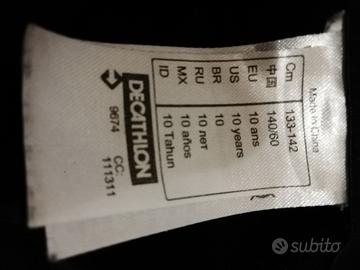 Made in China
Cm 133-142
中国 140/60
EU 10 ans
US 10 years
BR 10
RU 10 лет
MX 10 años
ID 10 Tahun
DECATHLON
9674 CC:
111311
subito